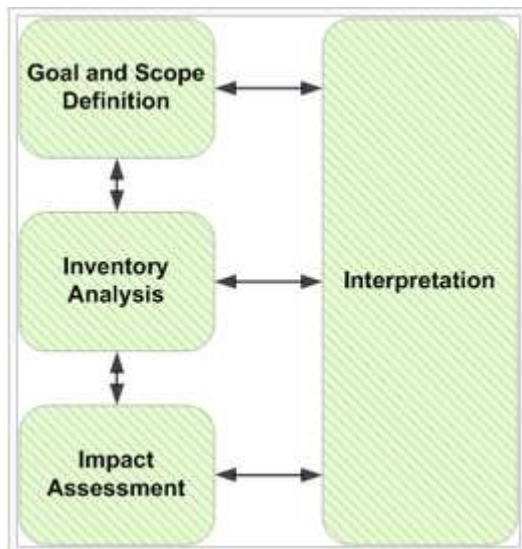 Goal and Scope
Definition
Inventory
Analysis
Interpretation
Impact
Assessment